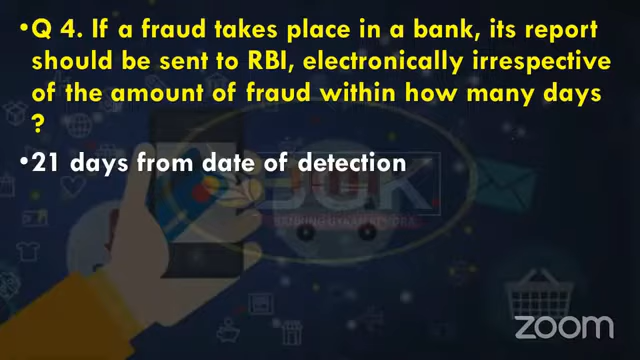 •Q 4. If a fraud takes place in a bank, its report
should be sent to RBI, electronically irrespective
of the amount of fraud within how many days
?
•21 days from date of detection
zoom